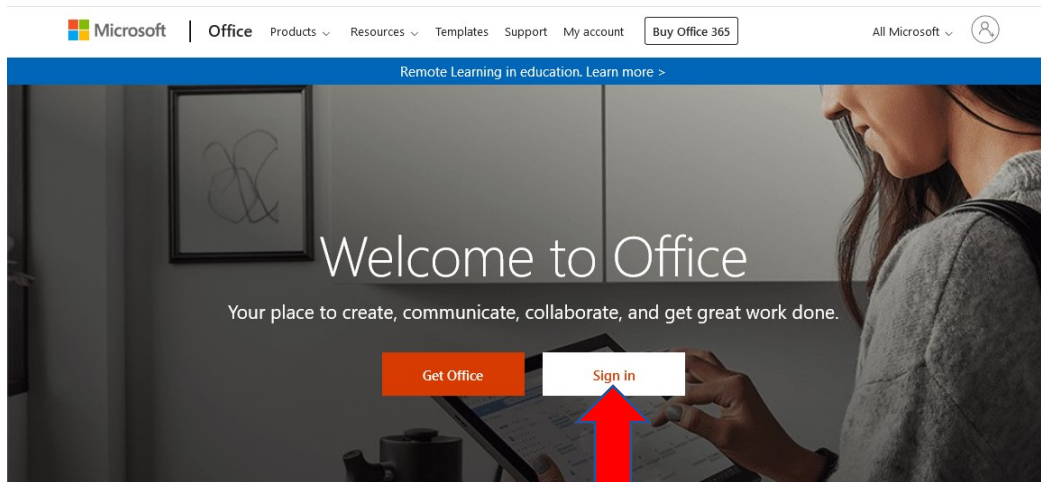 Microsoft Office Products Resources Templates Support My account Buy Office 365 All Microsoft
Remote Learning in education. Learn more >
Welcome to Office
Your place to create, communicate, collaborate, and get great work done.
Get Office Sign in